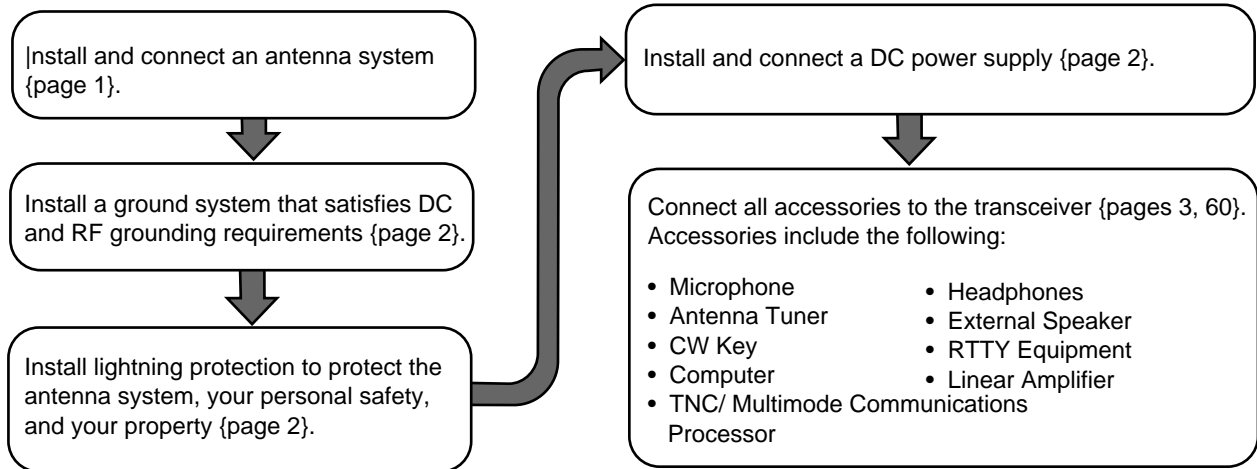 |nstall and connect an antenna system
{page 1}.
Install a ground system that satisfies DC
and RF grounding requirements {page 2}.
Install lightning protection to protect the
antenna system, your personal safety,
and your property {page 2}.
Install and connect a DC power supply {page 2}.
Connect all accessories to the transceiver {pages 3, 60}.
Accessories include the following:
• Microphone
• Antenna Tuner
• CW Key
• Computer
• TNC/ Multimode Communications
Processor
• Headphones
• External Speaker
• RTTY Equipment
• Linear Amplifier